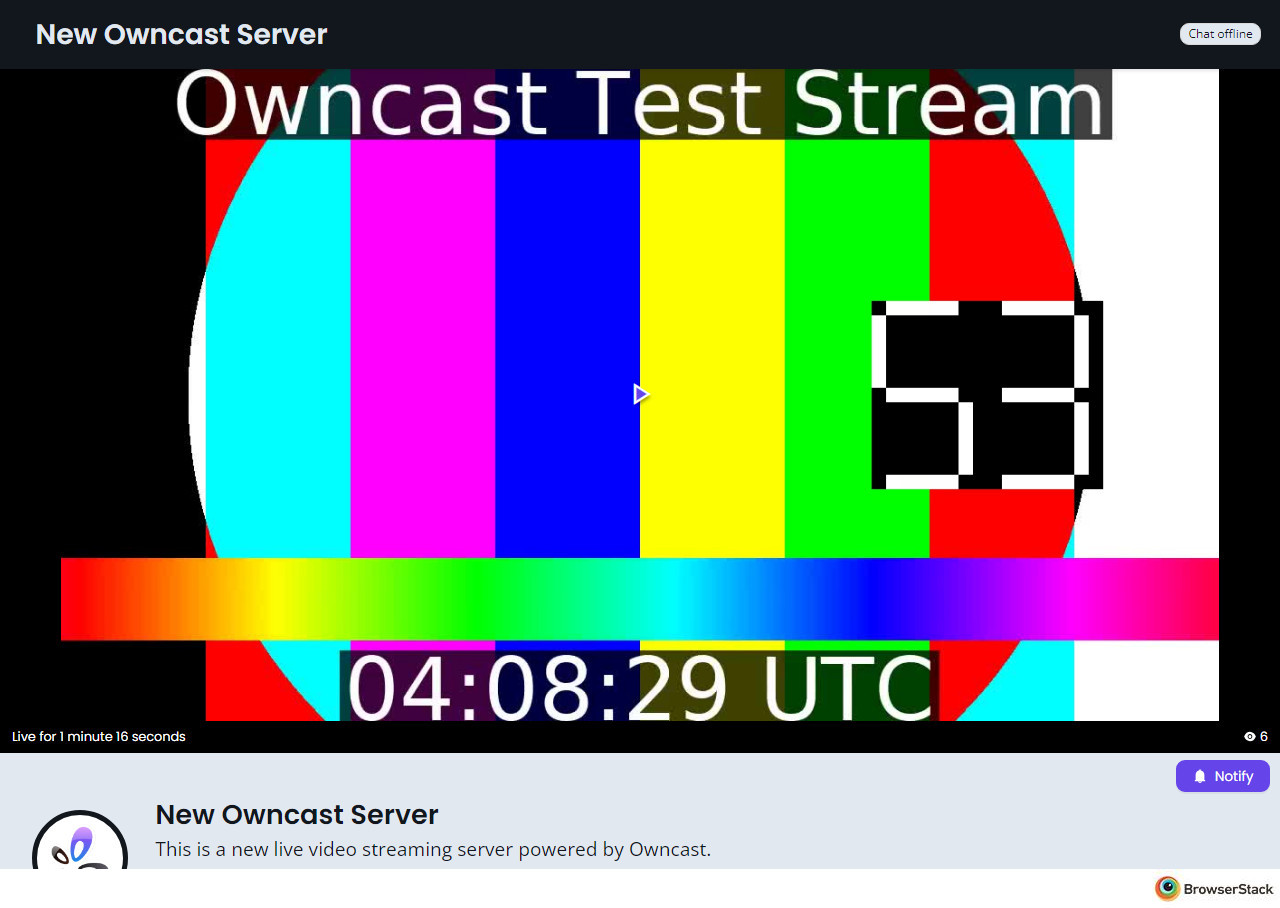 New Owncast Server
Chat offline
Owncast Test Stream
53
04:08:29 UTC
Live for 1 minute 16 seconds
6
Notify
New Owncast Server
This is a new live video streaming server powered by Owncast.
BrowserStack